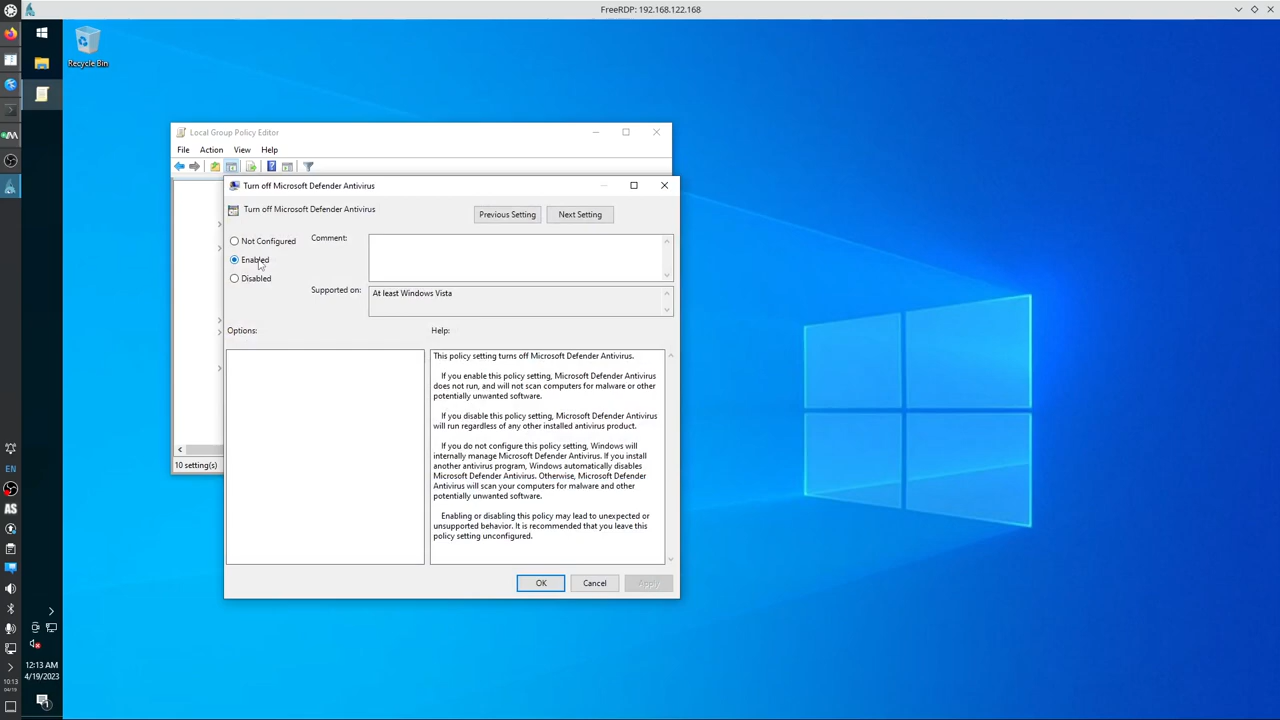 FreeRDP: 192.168.122.168
Recycle Bin
Local Group Policy Editor
File Action View Help
Turn off Microsoft Defender Antivirus
Turn off Microsoft Defender Antivirus
Previous Setting
Next Setting
Not Configured
Enabled
Disabled
Comment:
Supported on:
At least Windows Vista
Options:
Help:
This policy setting turns off Microsoft Defender Antivirus.
If you enable this policy setting, Microsoft Defender Antivirus
does not run, and will not scan computers for malware or other
potentially unwanted software.
If you disable this policy setting, Microsoft Defender Antivirus
will run regardless of any other installed antivirus product.
If you do not configure this policy setting, Windows will
internally manage Microsoft Defender Antivirus. If you install
another antivirus program, Windows automatically disables
Microsoft Defender Antivirus. Otherwise, Microsoft Defender
Antivirus will scan your computers for malware and other
potentially unwanted software.
Enabling or disabling this policy may lead to unexpected or
unsupported behavior. It is recommended that you leave this
policy setting unconfigured.
10 setting(s)
OK
Cancel
Apply
EN
AS
12:13 AM
4/19/2023
10:13
04/19